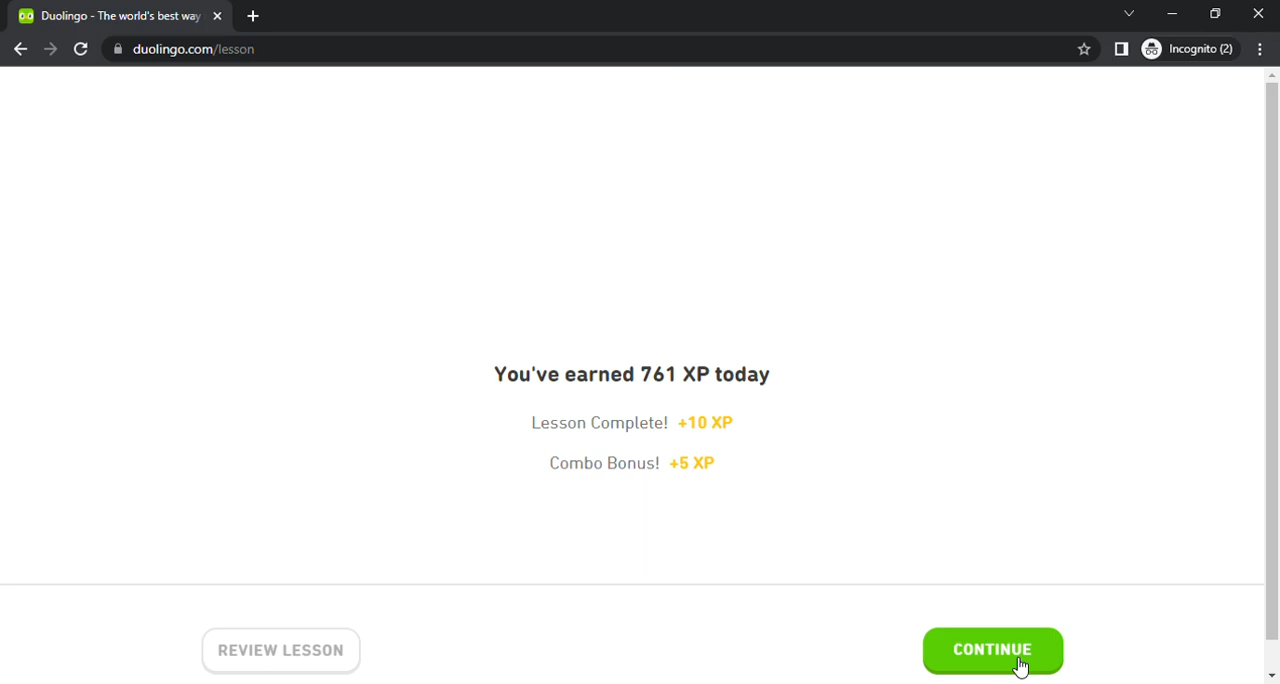 Duolingo - The world's best way
duolingo.com/lesson
Incognito (2)
You've earned 761 XP today
Lesson Complete! +10 XP
Combo Bonus! +5 XP
REVIEW LESSON
CONTINUE